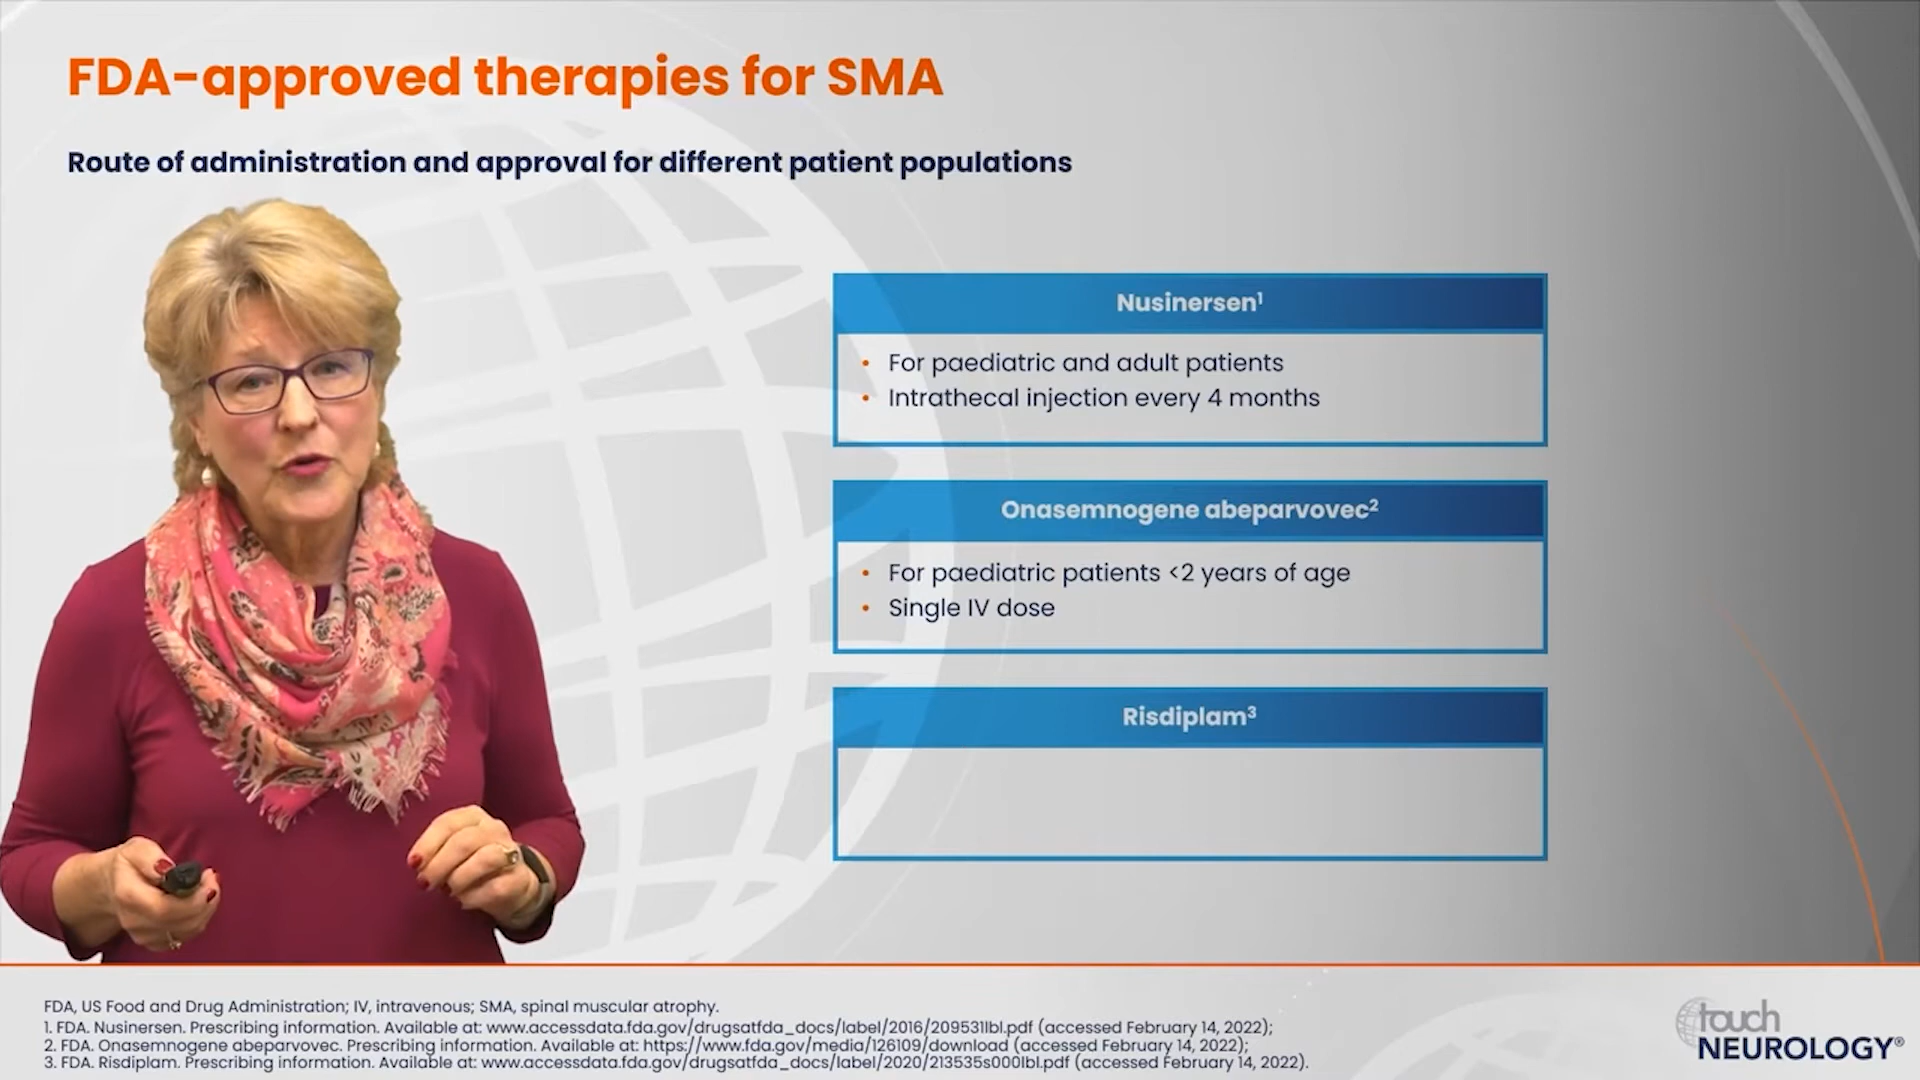 FDA-approved therapies for SMA
Route of administration and approval for different patient populations
Nusinersen¹
• For paediatric and adult patients
• Intrathecal injection every 4 months
Onasemnogene abeparvovec²
• For paediatric patients <2 years of age
• Single IV dose
Risdiplam³
FDA, US Food and Drug Administration; IV, intravenous; SMA, spinal muscular atrophy.
1. FDA. Nusinersen. Prescribing information. Available at: www.accessdata.fda.gov/drugsatfda_docs/label/2016/209531lbl.pdf (accessed February 14, 2022);
2. FDA. Onasemnogene abeparvovec. Prescribing information. Available at: https://www.fda.gov/media/126109/download (accessed February 14, 2022);
3. FDA. Risdiplam. Prescribing information. Available at: www.accessdata.fda.gov/drugsatfda_docs/label/2020/213535s000lbl.pdf (accessed February 14, 2022).
touch
NEUROLOGY®